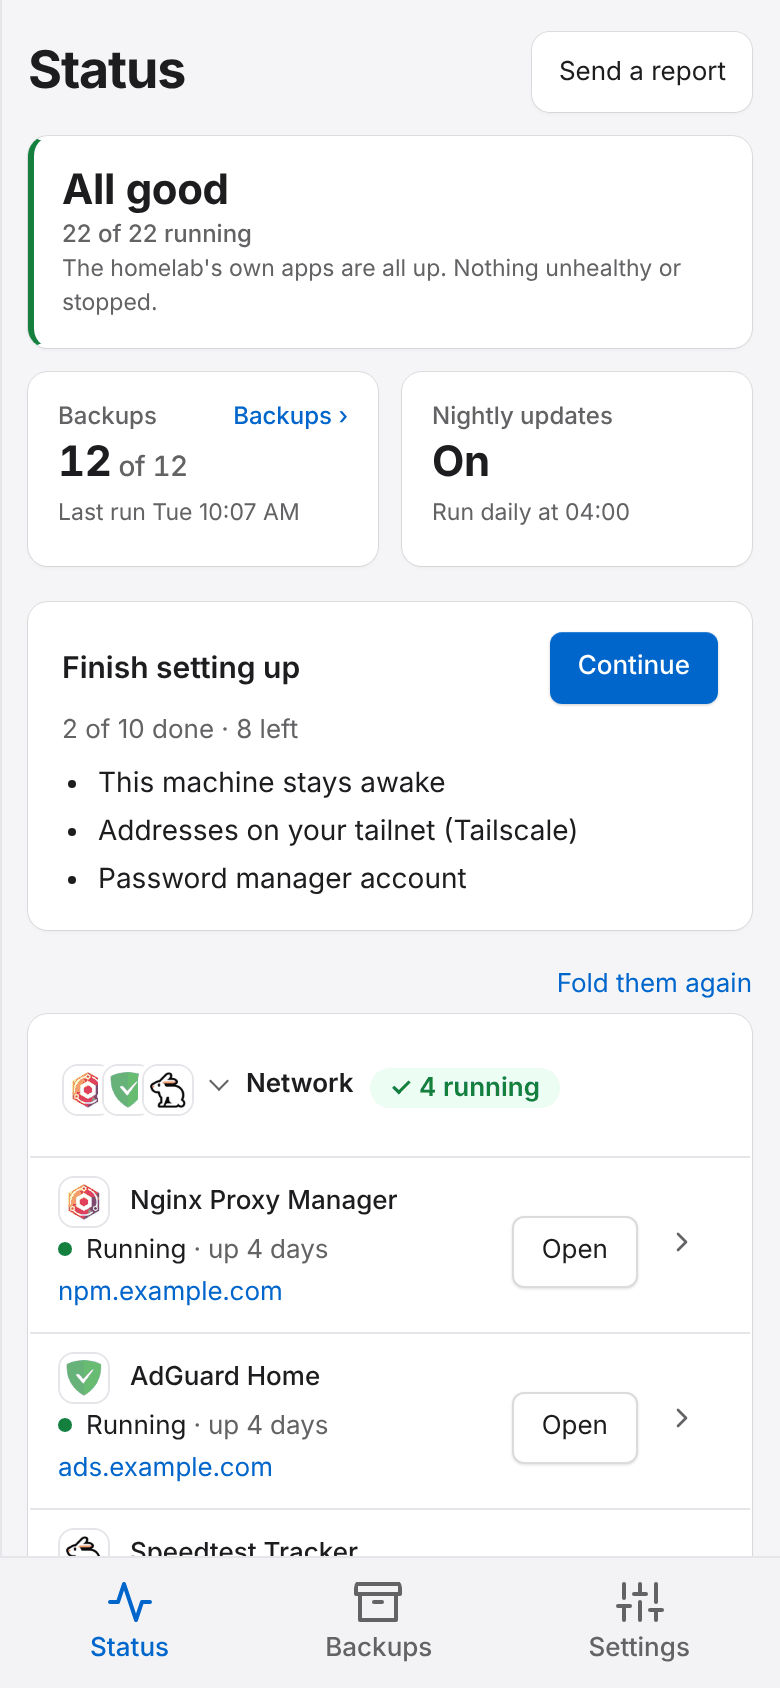 Status
Send a report
All good
22 of 22 running
The homelab's own apps are all up. Nothing unhealthy or
stopped.
Backups
Backups ›
12 of 12
Last run Tue 10:07 AM
Nightly updates
On
Run daily at 04:00
Finish setting up
Continue
2 of 10 done · 8 left
• This machine stays awake
• Addresses on your tailnet (Tailscale)
• Password manager account
Fold them again
Network
✓ 4 running
Nginx Proxy Manager
Running · up 4 days
npm.example.com
Open
AdGuard Home
Running · up 4 days
ads.example.com
Open
Speedtest Tracker
Status
Backups
Settings